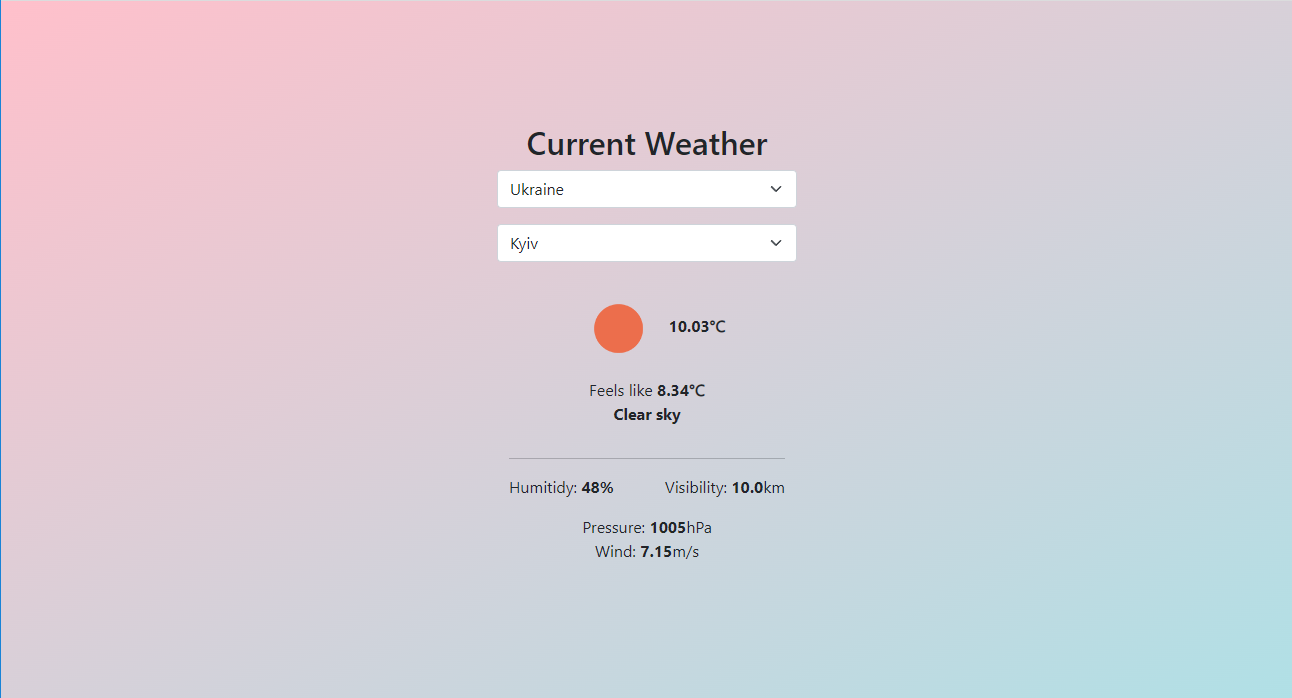 Current Weather
Ukraine
Kyiv
10.03°C
Feels like 8.34°C
Clear sky
Humitidy: 48% Visibility: 10.0km
Pressure: 1005hPa
Wind: 7.15m/s